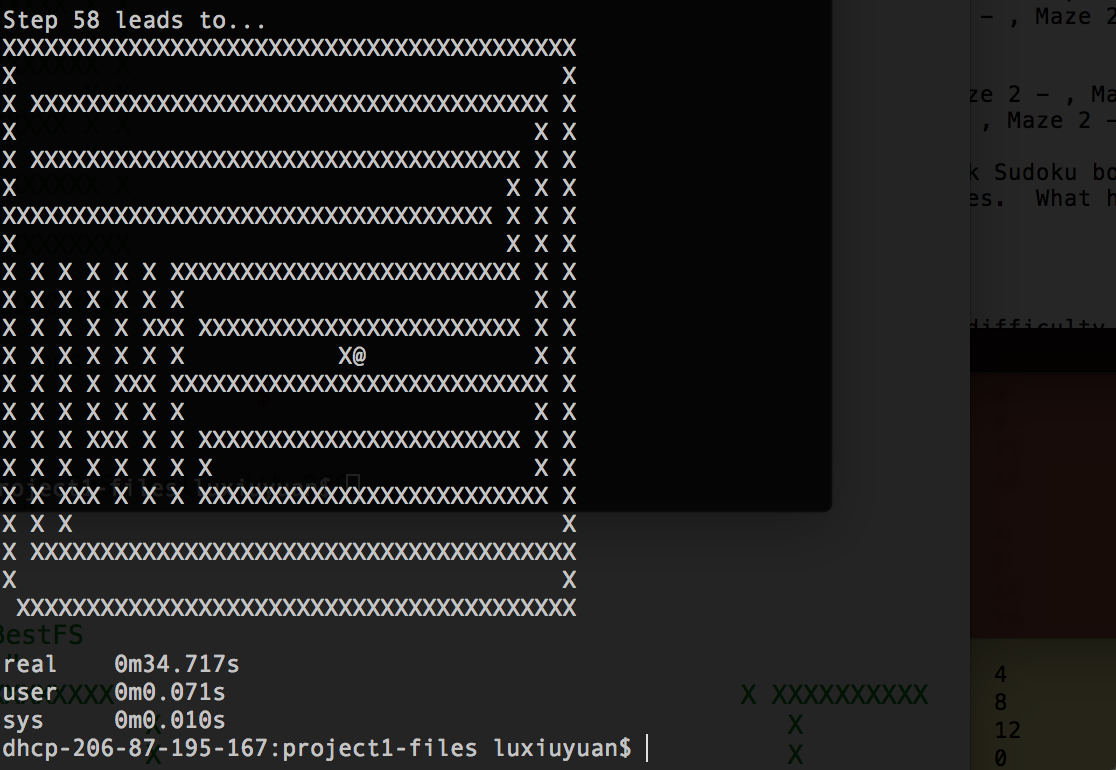 Step 58 leads to...
XXXXXXXXXXXXXXXXXXXXXXXXXXXXXXXXXXXXXXXXX
X                                       X
X XXXXXXXXXXXXXXXXXXXXXXXXXXXXXXXXXXXXX X
X                                     X X
X XXXXXXXXXXXXXXXXXXXXXXXXXXXXXXXXXXX X X
X                                   X X X
XXXXXXXXXXXXXXXXXXXXXXXXXXXXXXXXXXX X X X
X                                   X X X
X X X X X X XXXXXXXXXXXXXXXXXXXXXXXXX X X
X X X X X X X                         X X
X X X X X XXX XXXXXXXXXXXXXXXXXXXXXXX X X
X X X X X X X           X@            X X
X X X X XXX XXXXXXXXXXXXXXXXXXXXXXXXXXX X
X X X X X X X                         X X
X X X XXX X X XXXXXXXXXXXXXXXXXXXXXXX X X
X X X X X X X X                       X X
X X XXX X X X XXXXXXXXXXXXXXXXXXXXXXXXX X
X X X                                   X
X XXXXXXXXXXXXXXXXXXXXXXXXXXXXXXXXXXXXXXX
X                                       X
 XXXXXXXXXXXXXXXXXXXXXXXXXXXXXXXXXXXXXXXX
BestFS
real    0m34.717s
user    0m0.071s
sys     0m0.010s
dhcp-206-87-195-167:project1-files luxiuyuan$
X XXXXXXXXXX
X
X
– , Maze 2
ze 2 – , Ma
, Maze 2 –
k Sudoku bo
es.  What h
difficulty
4
8
12
0